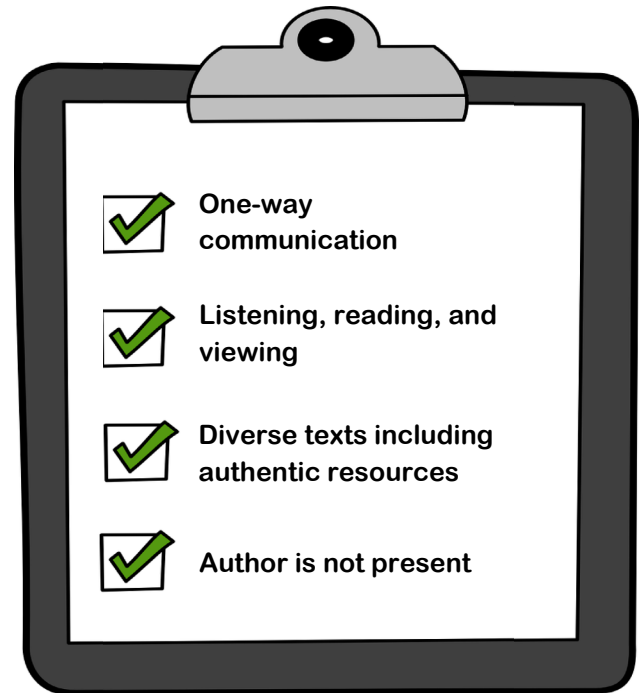 One-way
communication
Listening, reading, and
viewing
Diverse texts including
authentic resources
Author is not present